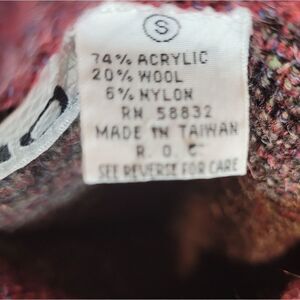 S
74% ACRYLIC
20% WOOL
6% NYLON
RN 58832
MADE IN TAIWAN
R. O. C
SEE REVERSE FOR CARE